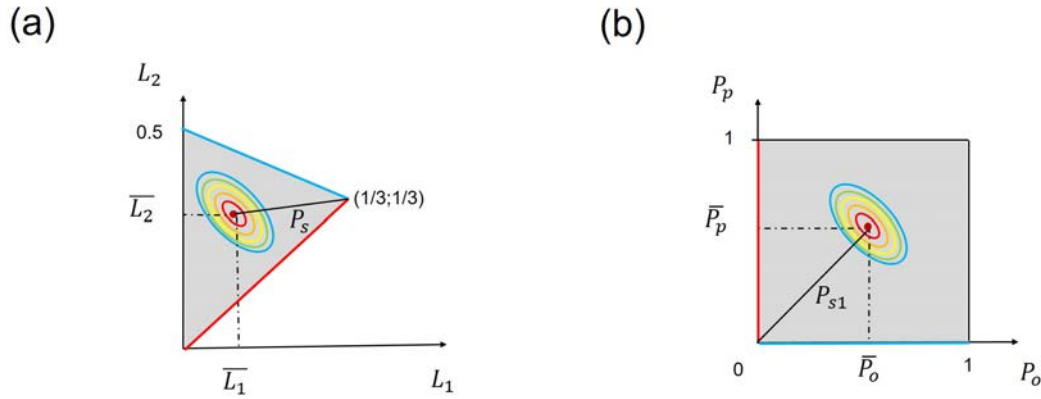 (a)
L₂
0.5
L̅₂
(1/3;1/3)
Pₛ
L̅₁
L₁
(b)
Pₚ
1
P̅ₚ
Pₛ₁
0
P̅ₒ
1
Pₒ